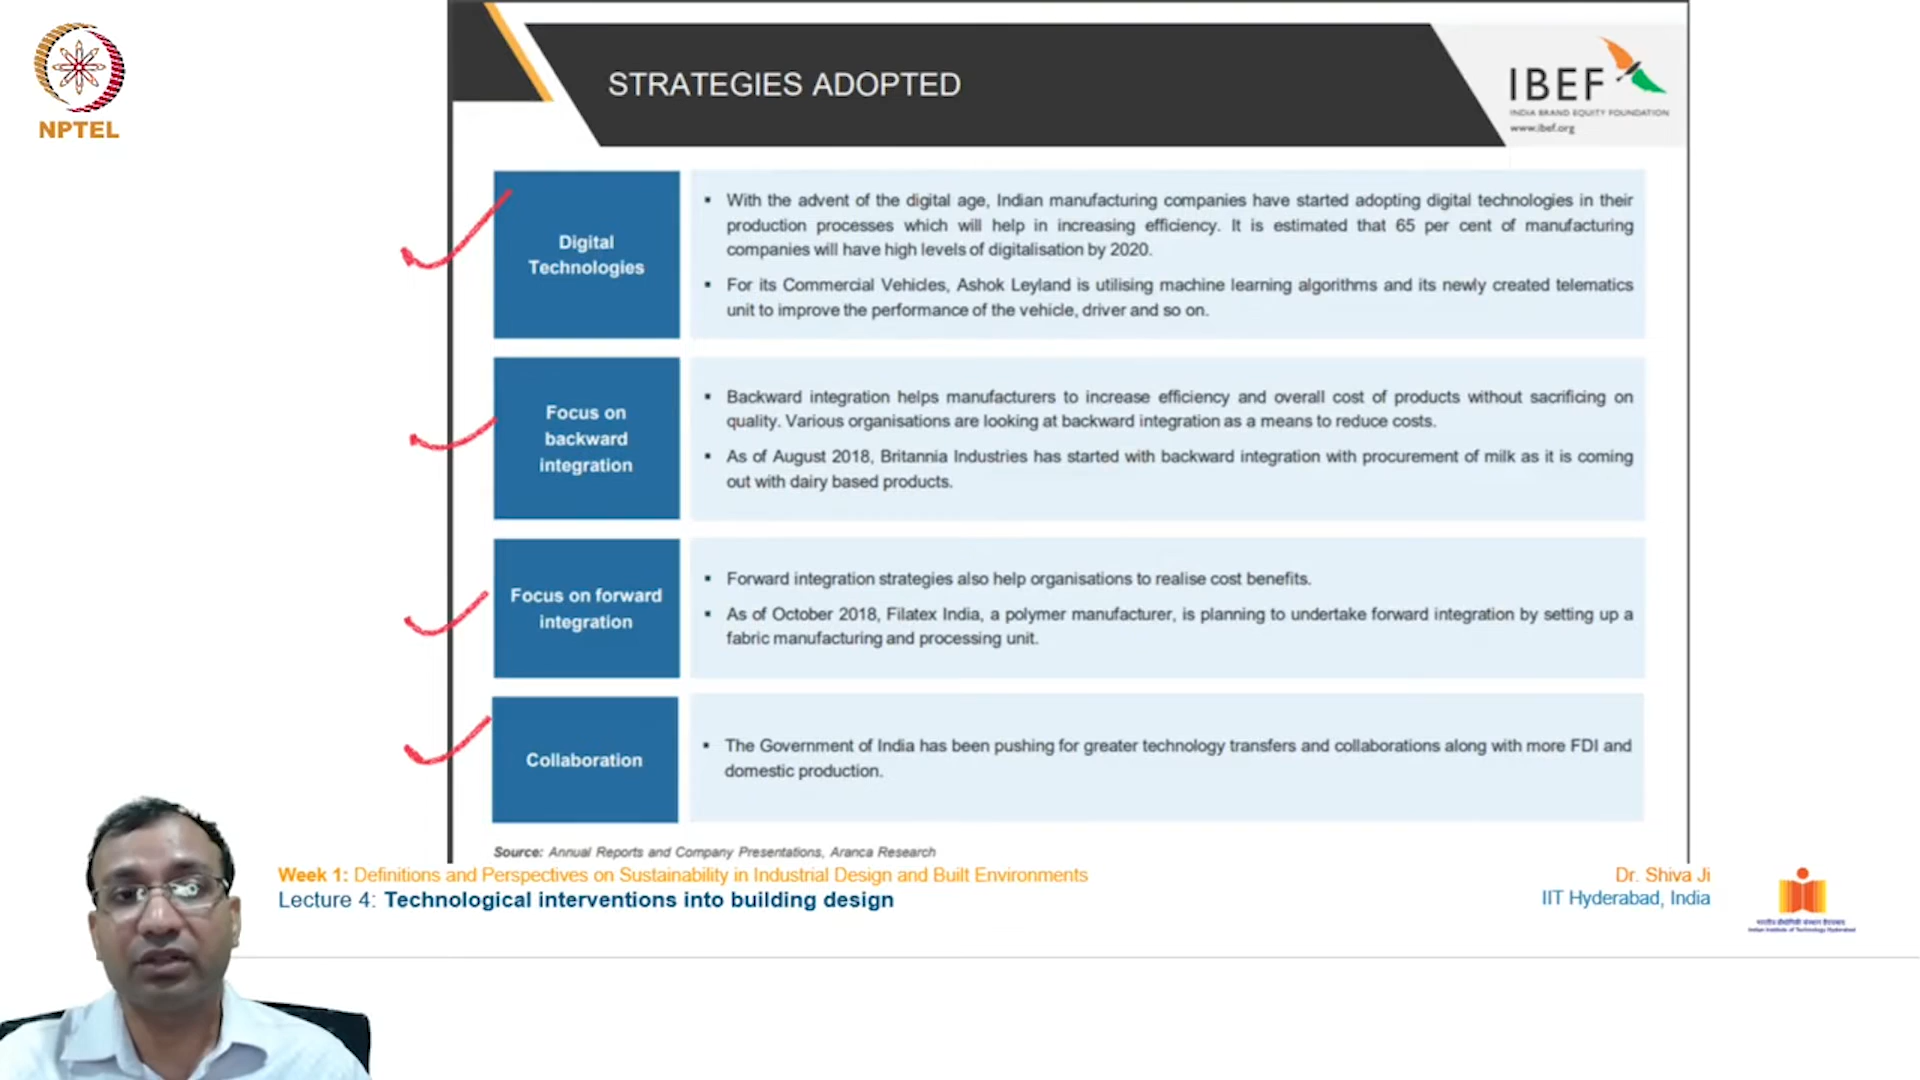 NPTEL
STRATEGIES ADOPTED
IBEF
INDIA BRAND EQUITY FOUNDATION
www.ibef.org
Digital
Technologies
▪ With the advent of the digital age, Indian manufacturing companies have started adopting digital technologies in their
production processes which will help in increasing efficiency. It is estimated that 65 per cent of manufacturing
companies will have high levels of digitalisation by 2020.
▪ For its Commercial Vehicles, Ashok Leyland is utilising machine learning algorithms and its newly created telematics
unit to improve the performance of the vehicle, driver and so on.
Focus on
backward
integration
▪ Backward integration helps manufacturers to increase efficiency and overall cost of products without sacrificing on
quality. Various organisations are looking at backward integration as a means to reduce costs.
▪ As of August 2018, Britannia Industries has started with backward integration with procurement of milk as it is coming
out with dairy based products.
Focus on forward
integration
▪ Forward integration strategies also help organisations to realise cost benefits.
▪ As of October 2018, Filatex India, a polymer manufacturer, is planning to undertake forward integration by setting up a
fabric manufacturing and processing unit.
Collaboration
▪ The Government of India has been pushing for greater technology transfers and collaborations along with more FDI and
domestic production.
Source: Annual Reports and Company Presentations, Aranca Research
Week 1: Definitions and Perspectives on Sustainability in Industrial Design and Built Environments
Lecture 4: Technological interventions into building design
Dr. Shiva Ji
IIT Hyderabad, India
Indian Institute of Technology Hyderabad